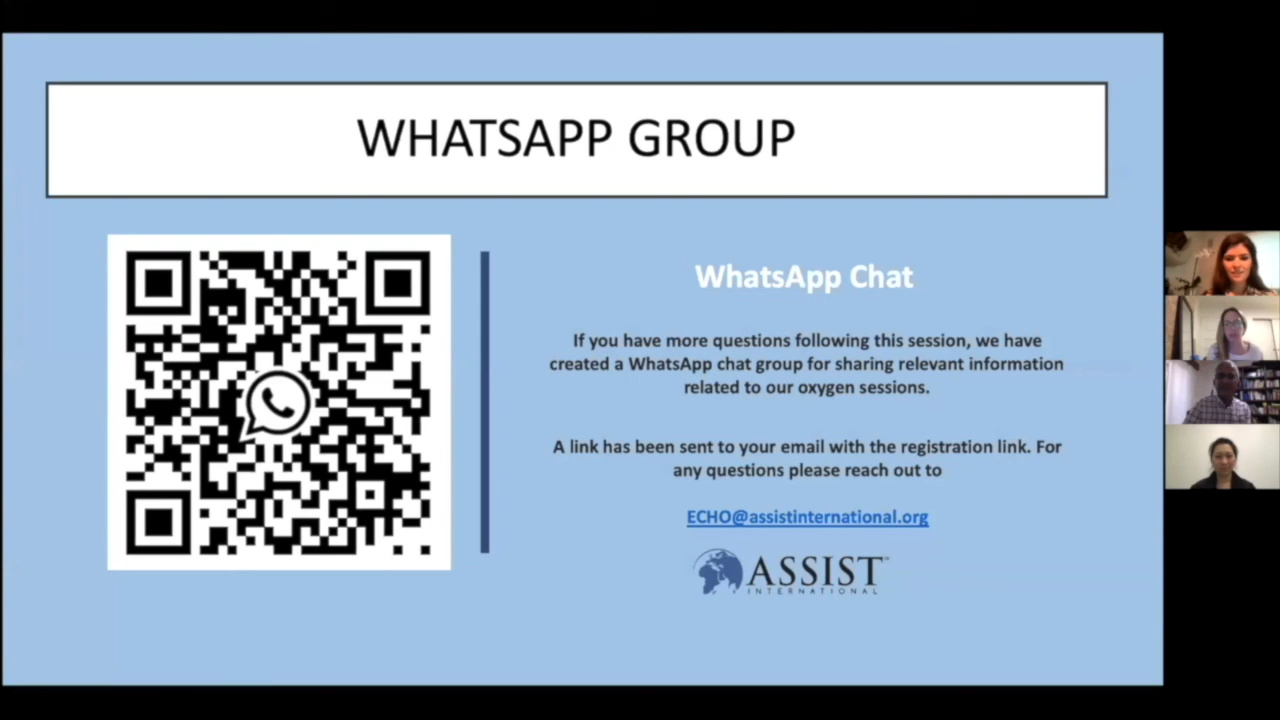 WHATSAPP GROUP
WhatsApp Chat
If you have more questions following this session, we have
created a WhatsApp chat group for sharing relevant information
related to our oxygen sessions.
A link has been sent to your email with the registration link. For
any questions please reach out to
ECHO@assistinternational.org
ASSIST™
INTERNATIONAL